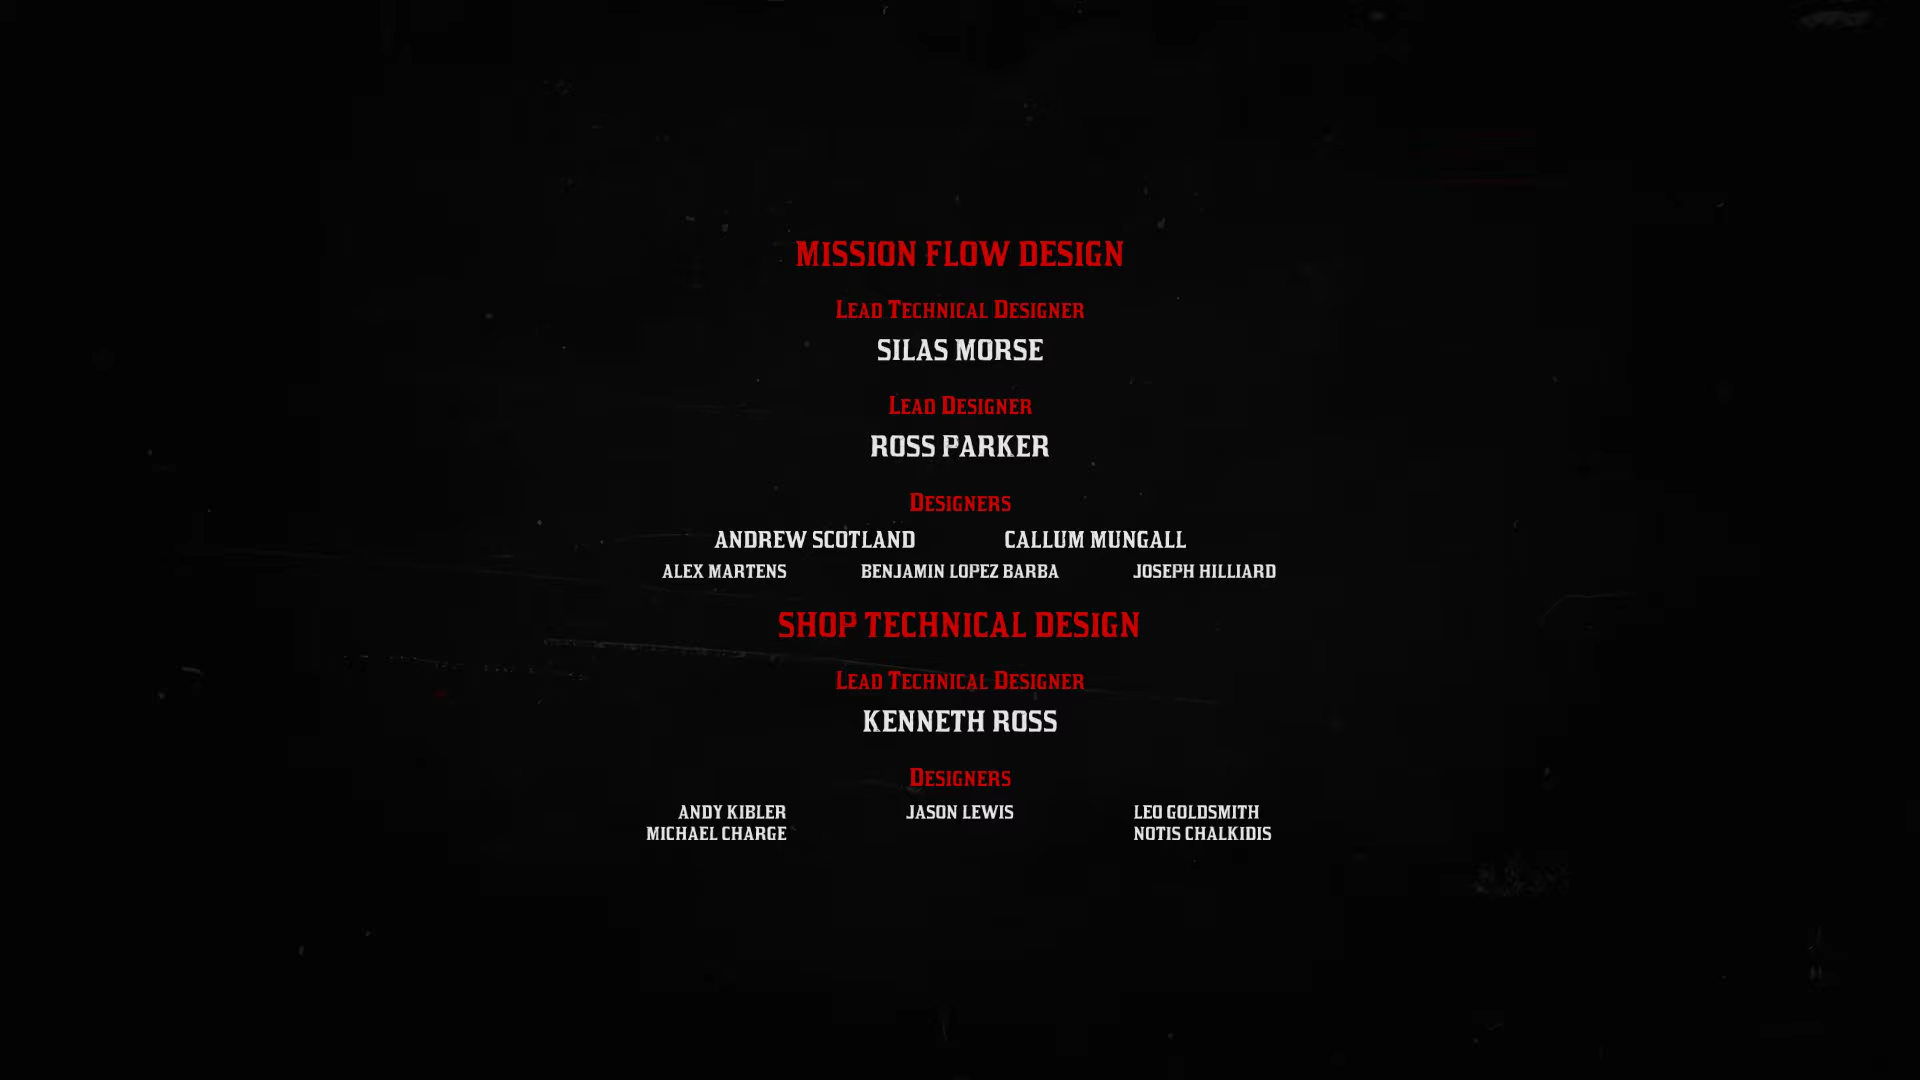 MISSION FLOW DESIGN
LEAD TECHNICAL DESIGNER
SILAS MORSE
LEAD DESIGNER
ROSS PARKER
DESIGNERS
ANDREW SCOTLAND CALLUM MUNGALL
ALEX MARTENS BENJAMIN LOPEZ BARBA JOSEPH HILLIARD
SHOP TECHNICAL DESIGN
LEAD TECHNICAL DESIGNER
KENNETH ROSS
DESIGNERS
ANDY KIBLER JASON LEWIS LEO GOLDSMITH
MICHAEL CHARGE NOTIS CHALKIDIS